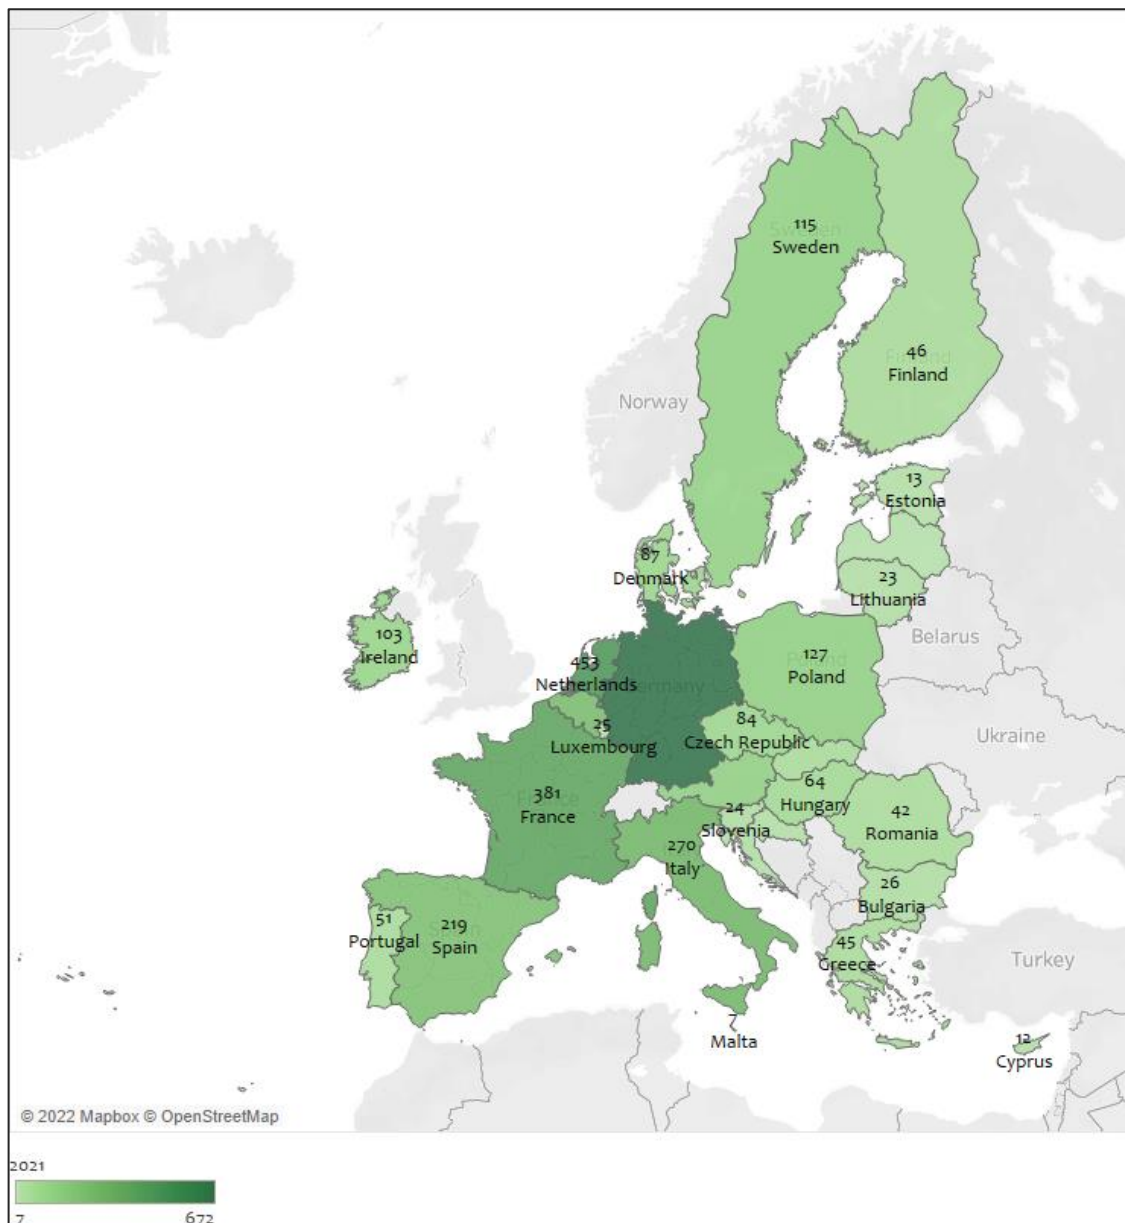 115
Sweden
46
Finland
Norway
13
Estonia
87
Denmark
23
Lithuania
Belarus
103
Ireland
127
Poland
453
Netherlands
Germany
25
Luxembourg
84
Czech Republic
Ukraine
381
France
64
Hungary
24
Slovenia
42
Romania
270
Italy
26
Bulgaria
51
Portugal
219
Spain
45
Greece
Turkey
7
Malta
12
Cyprus
© 2022 Mapbox © OpenStreetMap
2021
7 672